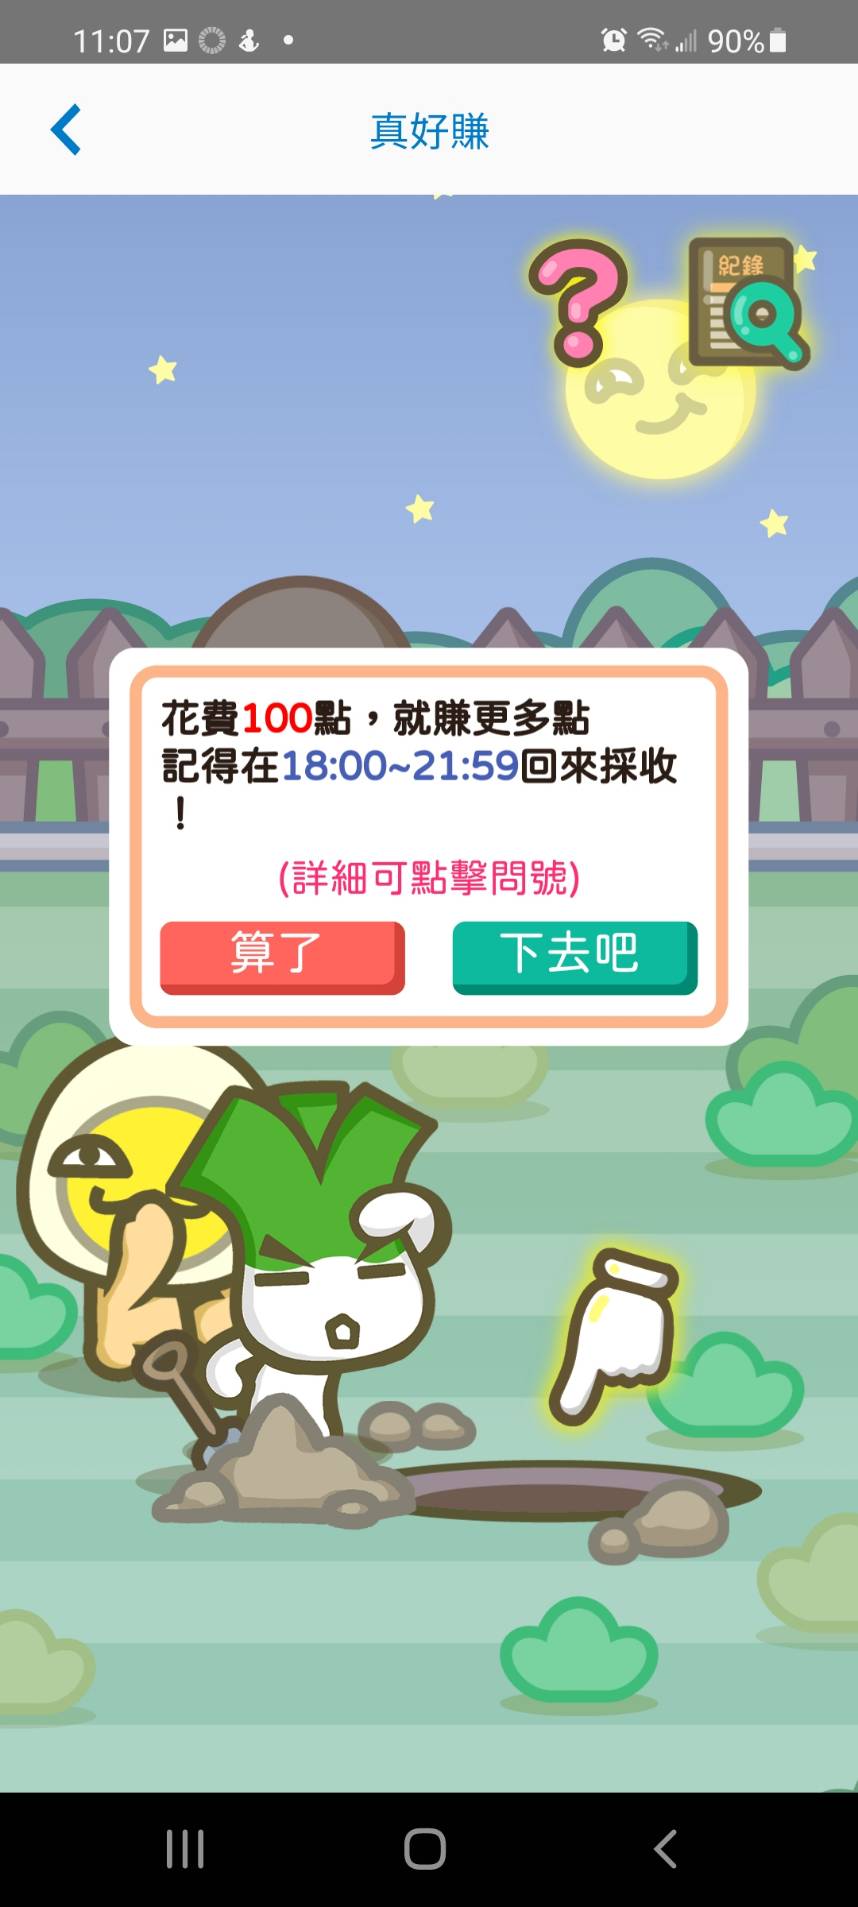 11:07
90%
真好賺
紀錄
花費100點，就賺更多點
記得在18:00~21:59回來採收
！
(詳細可點擊問號)
算了
下去吧